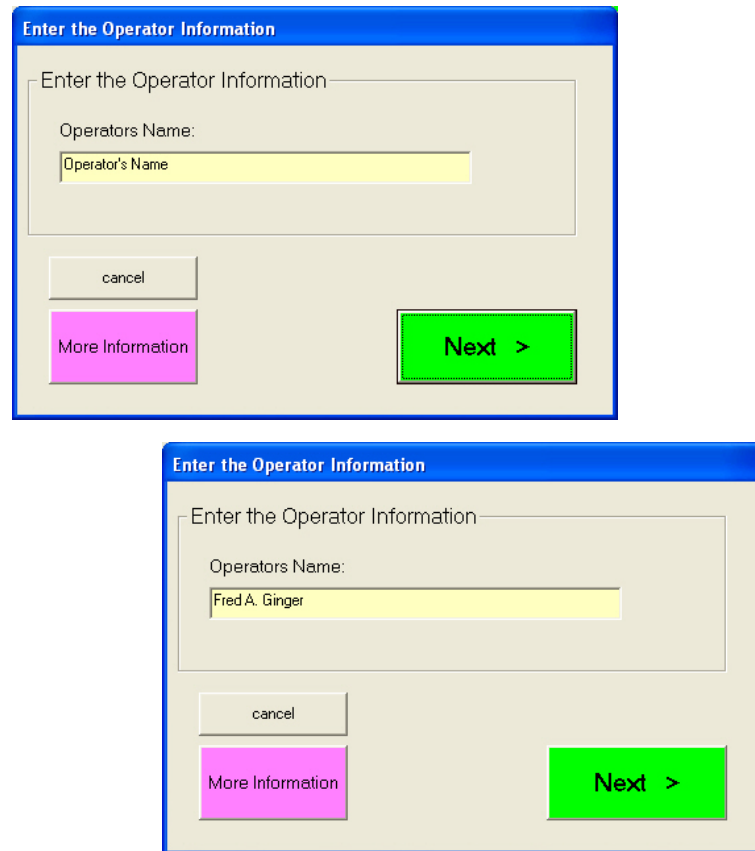 Enter the Operator Information
Enter the Operator Information
Operators Name:
Operator's Name
cancel
More Information
Next >
Enter the Operator Information
Enter the Operator Information
Operators Name:
Fred A. Ginger
cancel
More Information
Next >